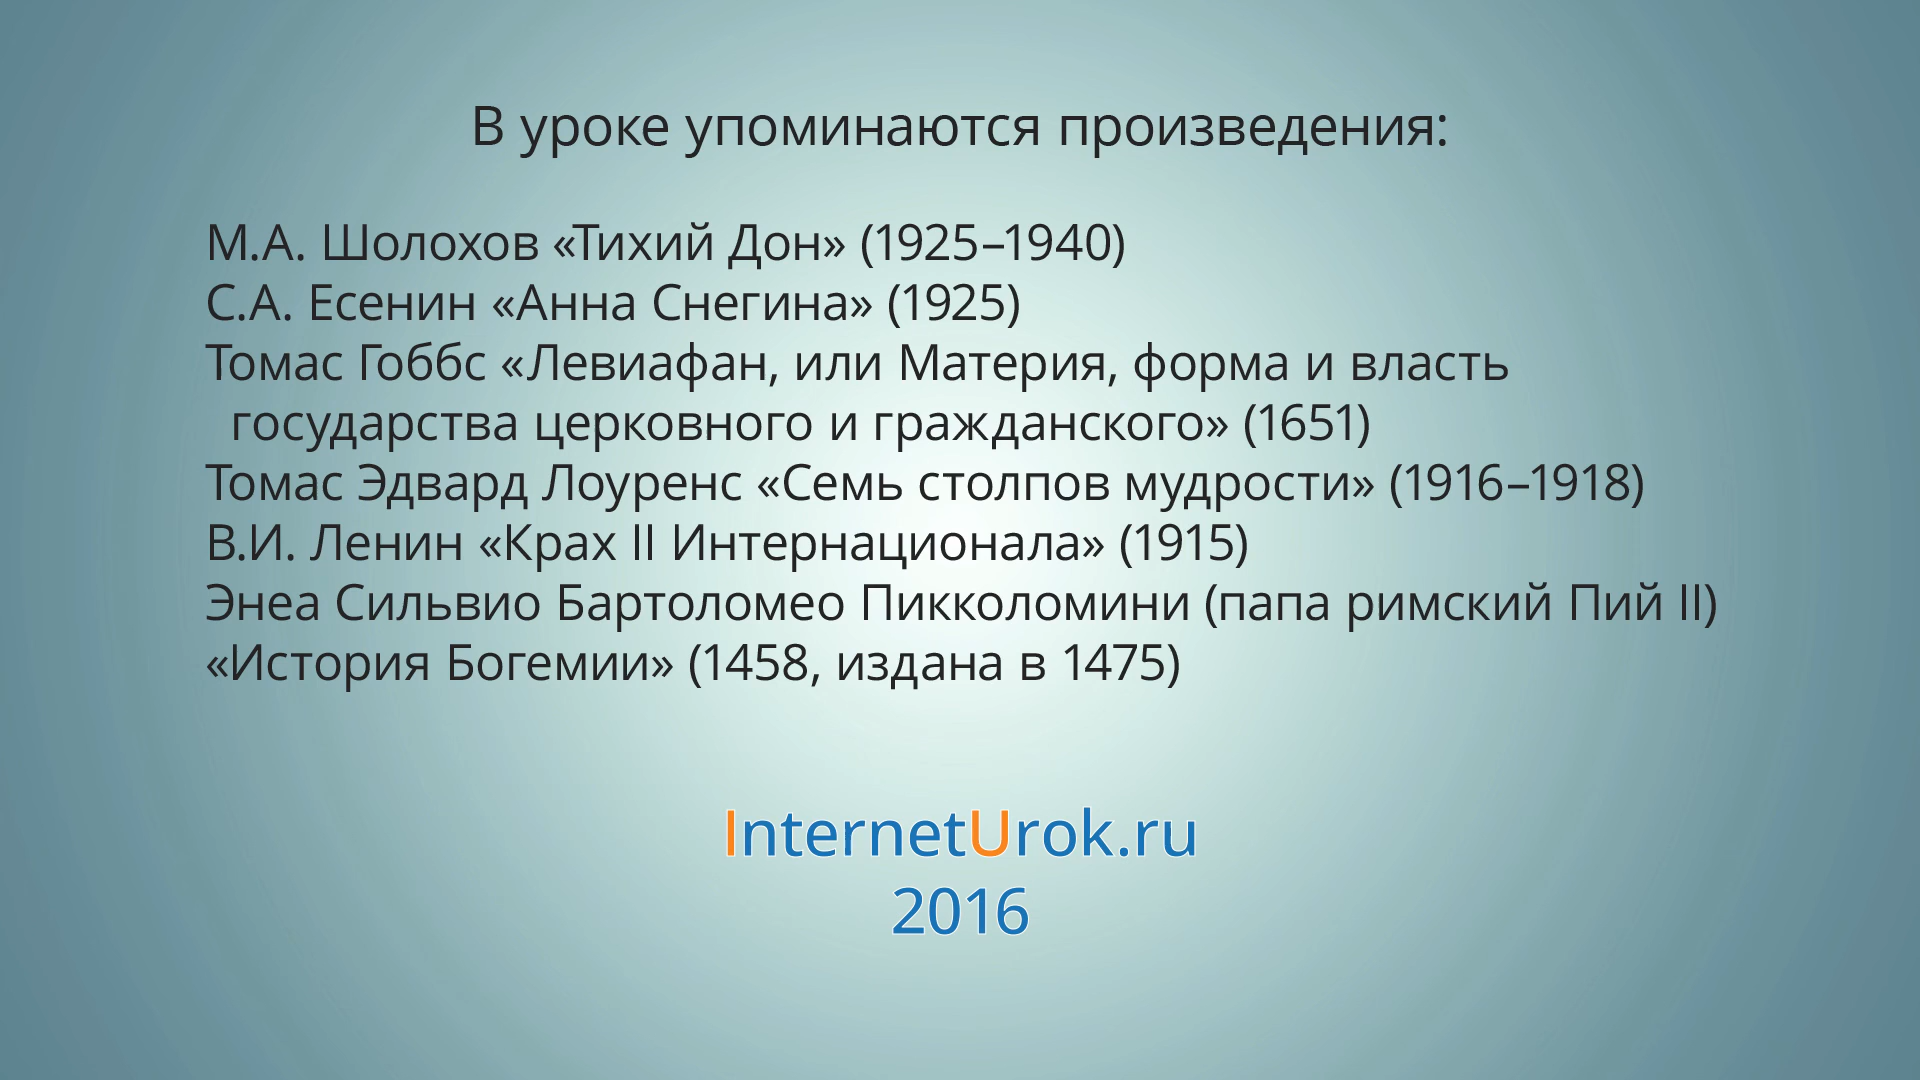 В уроке упоминаются произведения:
М.А. Шолохов «Тихий Дон» (1925–1940)
С.А. Есенин «Анна Снегина» (1925)
Томас Гоббс «Левиафан, или Материя, форма и власть
государства церковного и гражданского» (1651)
Томас Эдвард Лоуренс «Семь столпов мудрости» (1916–1918)
В.И. Ленин «Крах II Интернационала» (1915)
Энеа Сильвио Бартоломео Пикколомини (папа римский Пий II)
«История Богемии» (1458, издана в 1475)
InternetUrok.ru
2016